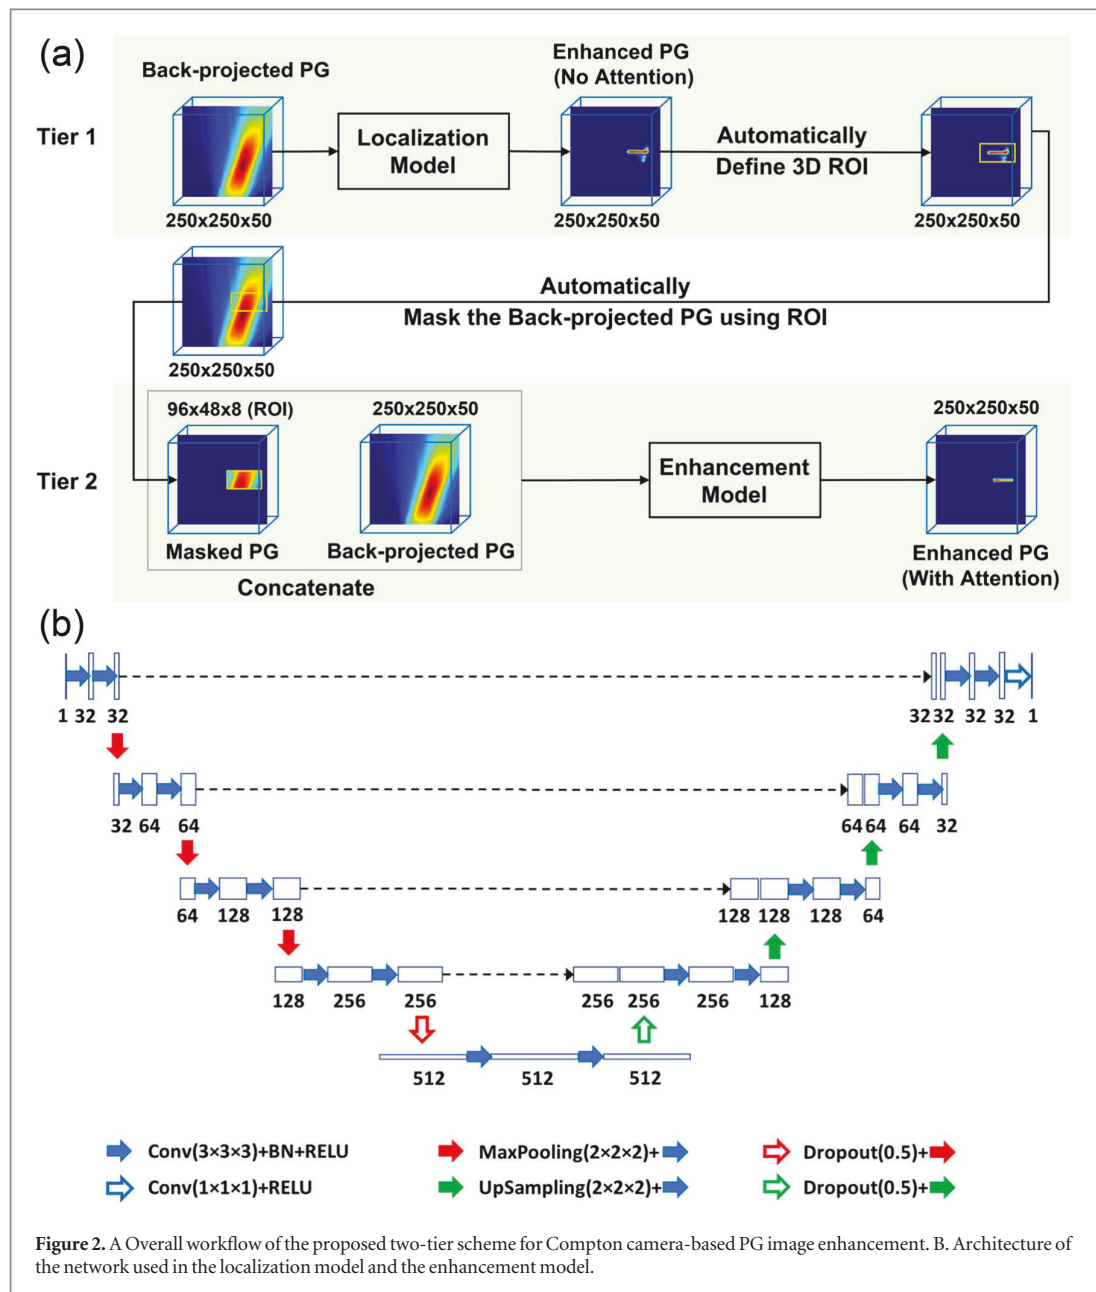 (a)
Back-projected PG
Enhanced PG
(No Attention)
Tier 1
Localization
Model
Automatically
Define 3D ROI
250x250x50
250x250x50
250x250x50
Automatically
Mask the Back-projected PG using ROI
250x250x50
96x48x8 (ROI)
250x250x50
250x250x50
Tier 2
Enhancement
Model
Masked PG
Back-projected PG
Enhanced PG
(With Attention)
Concatenate
(b)
1 32 32
32 32 32 32 1
32 64 64
64 64 64 32
64 128 128
128 128 128 64
128 256 256
256 256 256 128
512 512 512
Conv(3×3×3)+BN+RELU
MaxPooling(2×2×2)+
Dropout(0.5)+
Conv(1×1×1)+RELU
UpSampling(2×2×2)+
Dropout(0.5)+
Figure 2. A Overall workflow of the proposed two-tier scheme for Compton camera-based PG image enhancement. B. Architecture of
the network used in the localization model and the enhancement model.